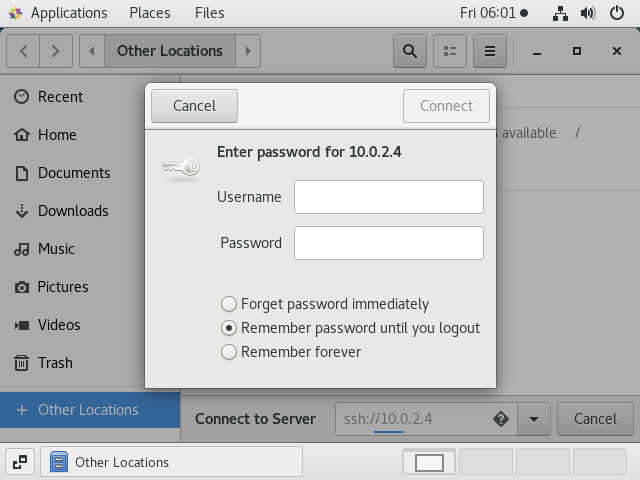 Applications Places Files Fri 06:01
Other Locations
Cancel Connect
Recent
Enter password for 10.0.2.4
Home
available /
Documents
Username
Downloads
Password
Music
Pictures
Forget password immediately
Videos
Remember password until you logout
Trash
Remember forever
+ Other Locations
Connect to Server ssh://10.0.2.4 Cancel
Other Locations